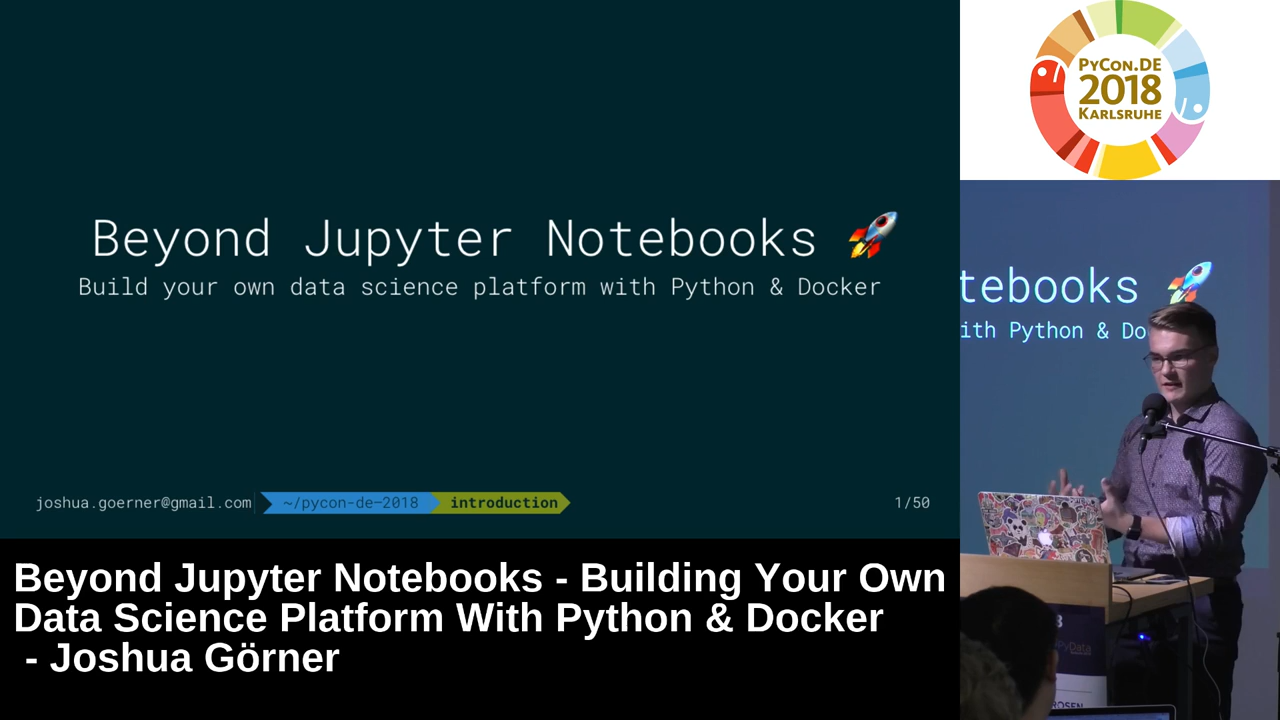 Beyond Jupyter Notebooks 🚀
Build your own data science platform with Python & Docker
joshua.goerner@gmail.com
~/pycon-de-2018
introduction
1/50
PyCon.DE
2018
Karlsruhe
tebooks 🚀
ith Python & Do
PyData
Beyond Jupyter Notebooks - Building Your Own
Data Science Platform With Python & Docker
- Joshua Görner